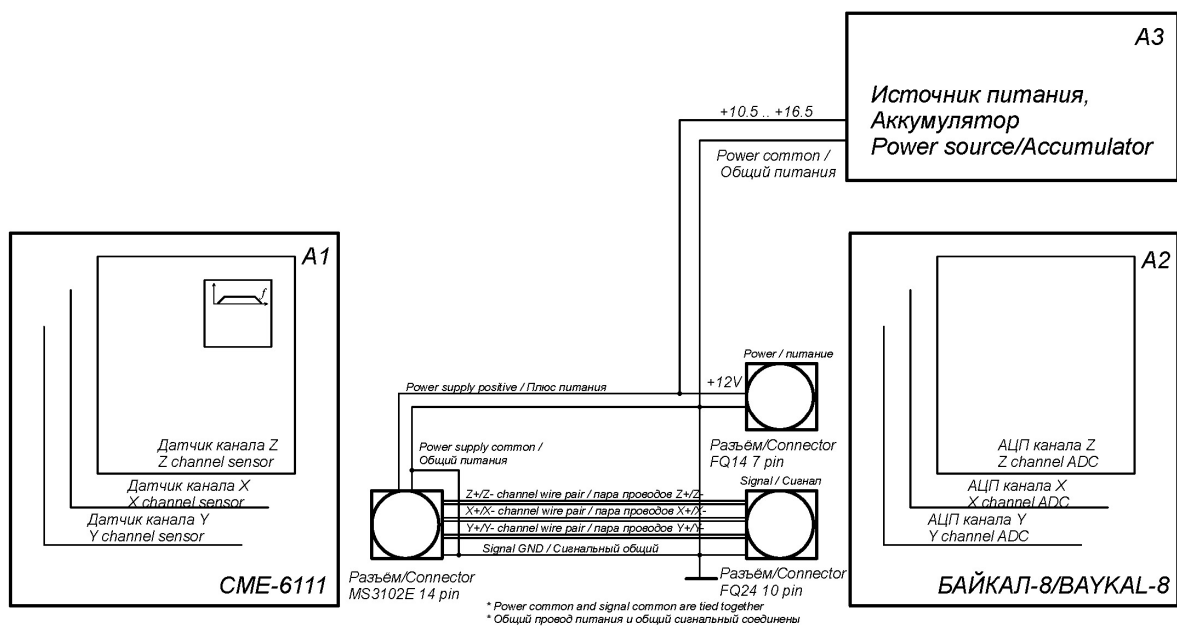 A3
Источник питания,
Аккумулятор
Power source/Accumulator
+10.5 .. +16.5
Power common /
Общий питания
A1
f
Датчик канала Z
Z channel sensor
Датчик канала X
X channel sensor
Датчик канала Y
Y channel sensor
CME-6111
Power supply positive / Плюс питания
+12V
Power / питание
Разъём/Connector
FQ14 7 pin
Power supply common /
Общий питания
Signal / Сигнал
Z+/Z- channel wire pair / пара проводов Z+/Z-
X+/X- channel wire pair / пара проводов X+/X-
Y+/Y- channel wire pair / пара проводов Y+/Y-
Signal GND / Сигнальный общий
Разъём/Connector
MS3102E 14 pin
Разъём/Connector
FQ24 10 pin
* Power common and signal common are tied together
* Общий провод питания и общий сигнальный соединены
A2
АЦП канала Z
Z channel ADC
АЦП канала X
X channel ADC
АЦП канала Y
Y channel ADC
БАЙКАЛ-8/BAYKAL-8